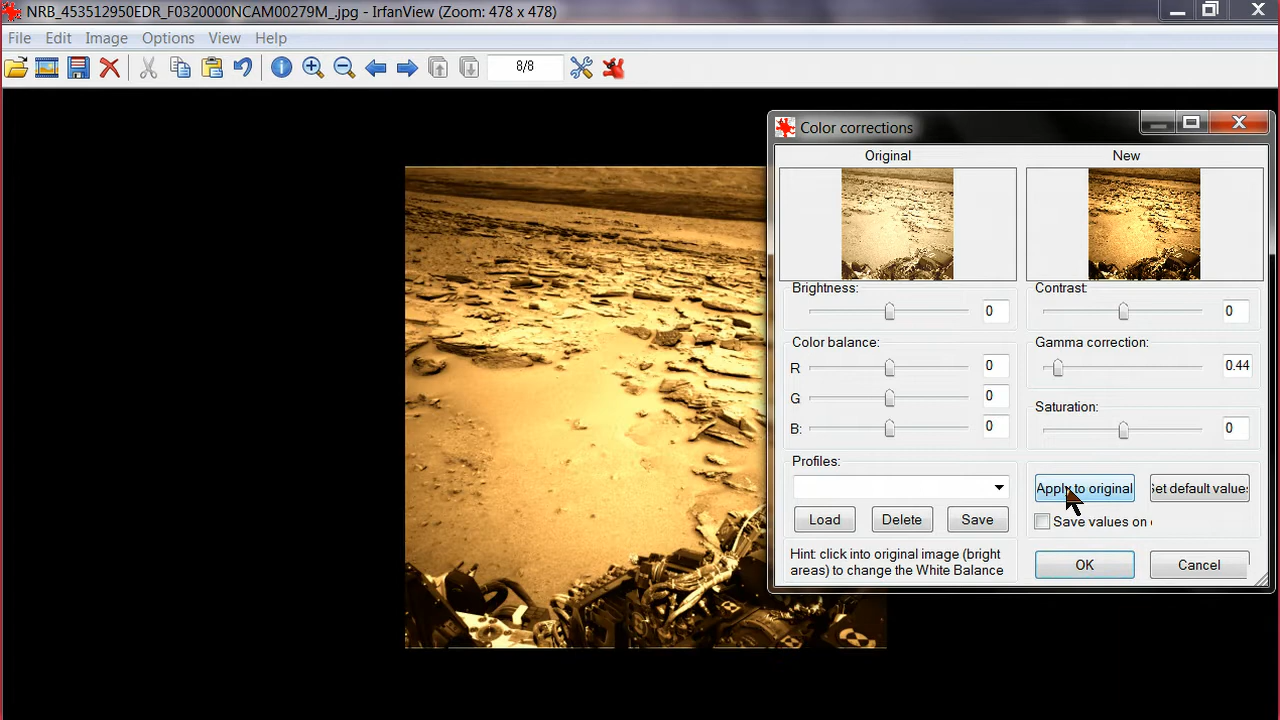 NRB_453512950EDR_F0320000NCAM00279M_.jpg - IrfanView (Zoom: 478 x 478)
File Edit Image Options View Help
8/8
Color corrections
Original New
Brightness: 0 Contrast: 0
Color balance: Gamma correction:
R 0 0.44
G 0 Saturation:
B: 0 0
Profiles:
Apply to original et default value
Load Delete Save Save values on
Hint: click into original image (bright
areas) to change the White Balance
OK Cancel